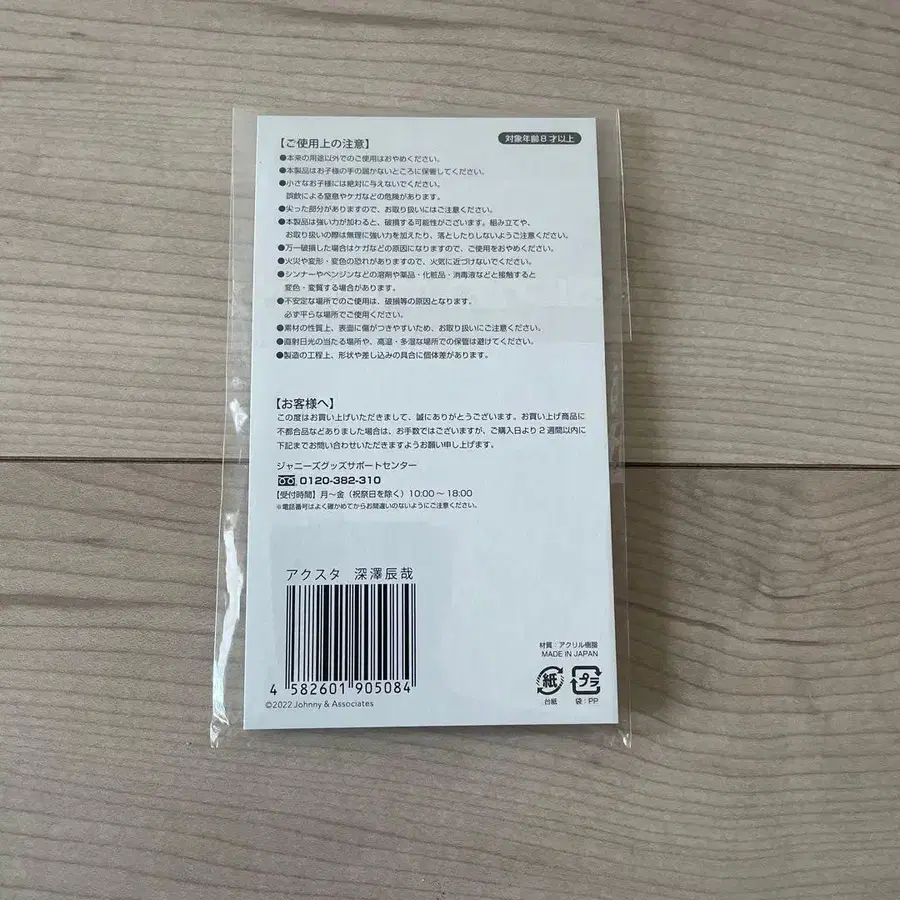 【ご使用上の注意】
対象年齢8才以上
●本来の用途以外でのご使用はおやめください。
●本製品はお子様の手の届かないところに保管してください。
●小さなお子様には絶対に与えないでください。
誤飲による窒息やケガなどの危険があります。
●尖った部分がありますので、お取り扱いにはご注意ください。
●本製品は強い力が加わると、破損する可能性がございます。組み立てや、
お取り扱いの際は無理に強い力を加えたり、落としたりしないようご注意ください。
●万一破損した場合はケガなどの原因になりますので、ご使用をおやめください。
●火災や変形・変色の恐れがありますので、火気に近づけないでください。
●シンナーやベンジンなどの溶剤や薬品・化粧品・消毒液などと接触すると
変色・変質する場合があります。
●不安定な場所でのご使用は、破損等の原因となります。
必ず平らな場所でご使用ください。
●素材の性質上、表面に傷がつきやすいため、お取り扱いにご注意ください。
●直射日光の当たる場所や、高温・多湿な場所での保管は避けてください。
●製造の工程上、形状や差し込みの具合に個体差があります。
【お客様へ】
この度はお買い上げいただきまして、誠にありがとうございます。お買い上げ商品に
不都合品などありました場合は、お手数ではございますが、ご購入日より2週間以内に
下記までお問い合わせいただきますようお願い申し上げます。
ジャニーズグッズサポートセンター
0120-382-310
【受付時間】月～金（祝祭日を除く）10:00～18:00
※電話番号はよく確かめてからお間違いのないようにご注意ください。
アクスタ 深澤辰哉
4 582601 905084
©2022 Johnny & Associates
材質：アクリル樹脂
MADE IN JAPAN
紙 プラ
台紙 袋：PP